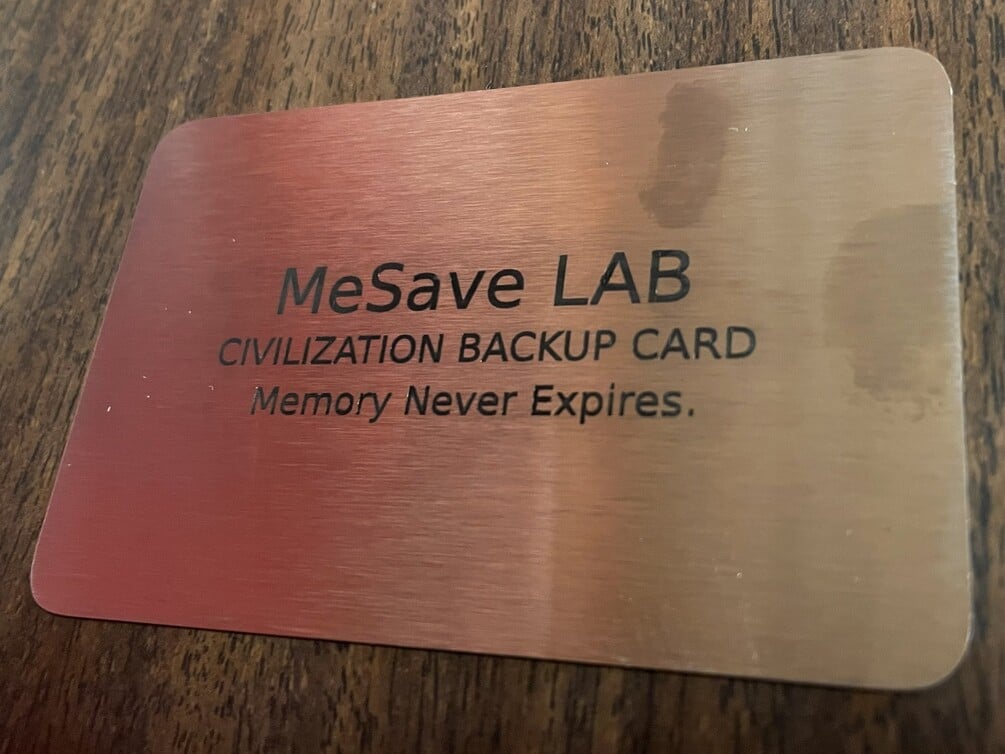 MeSave LAB
CIVILIZATION BACKUP CARD
Memory Never Expires.